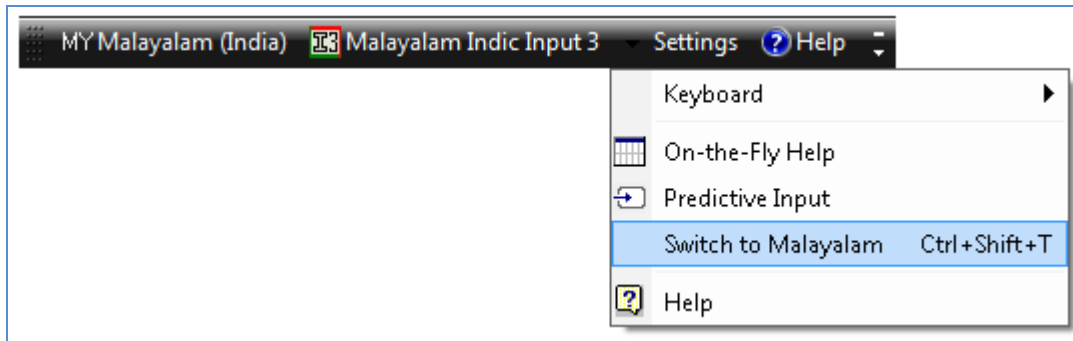 MY Malayalam (India) I3 Malayalam Indic Input 3 Settings ? Help
Keyboard
On-the-Fly Help
Predictive Input
Switch to Malayalam Ctrl+Shift+T
? Help